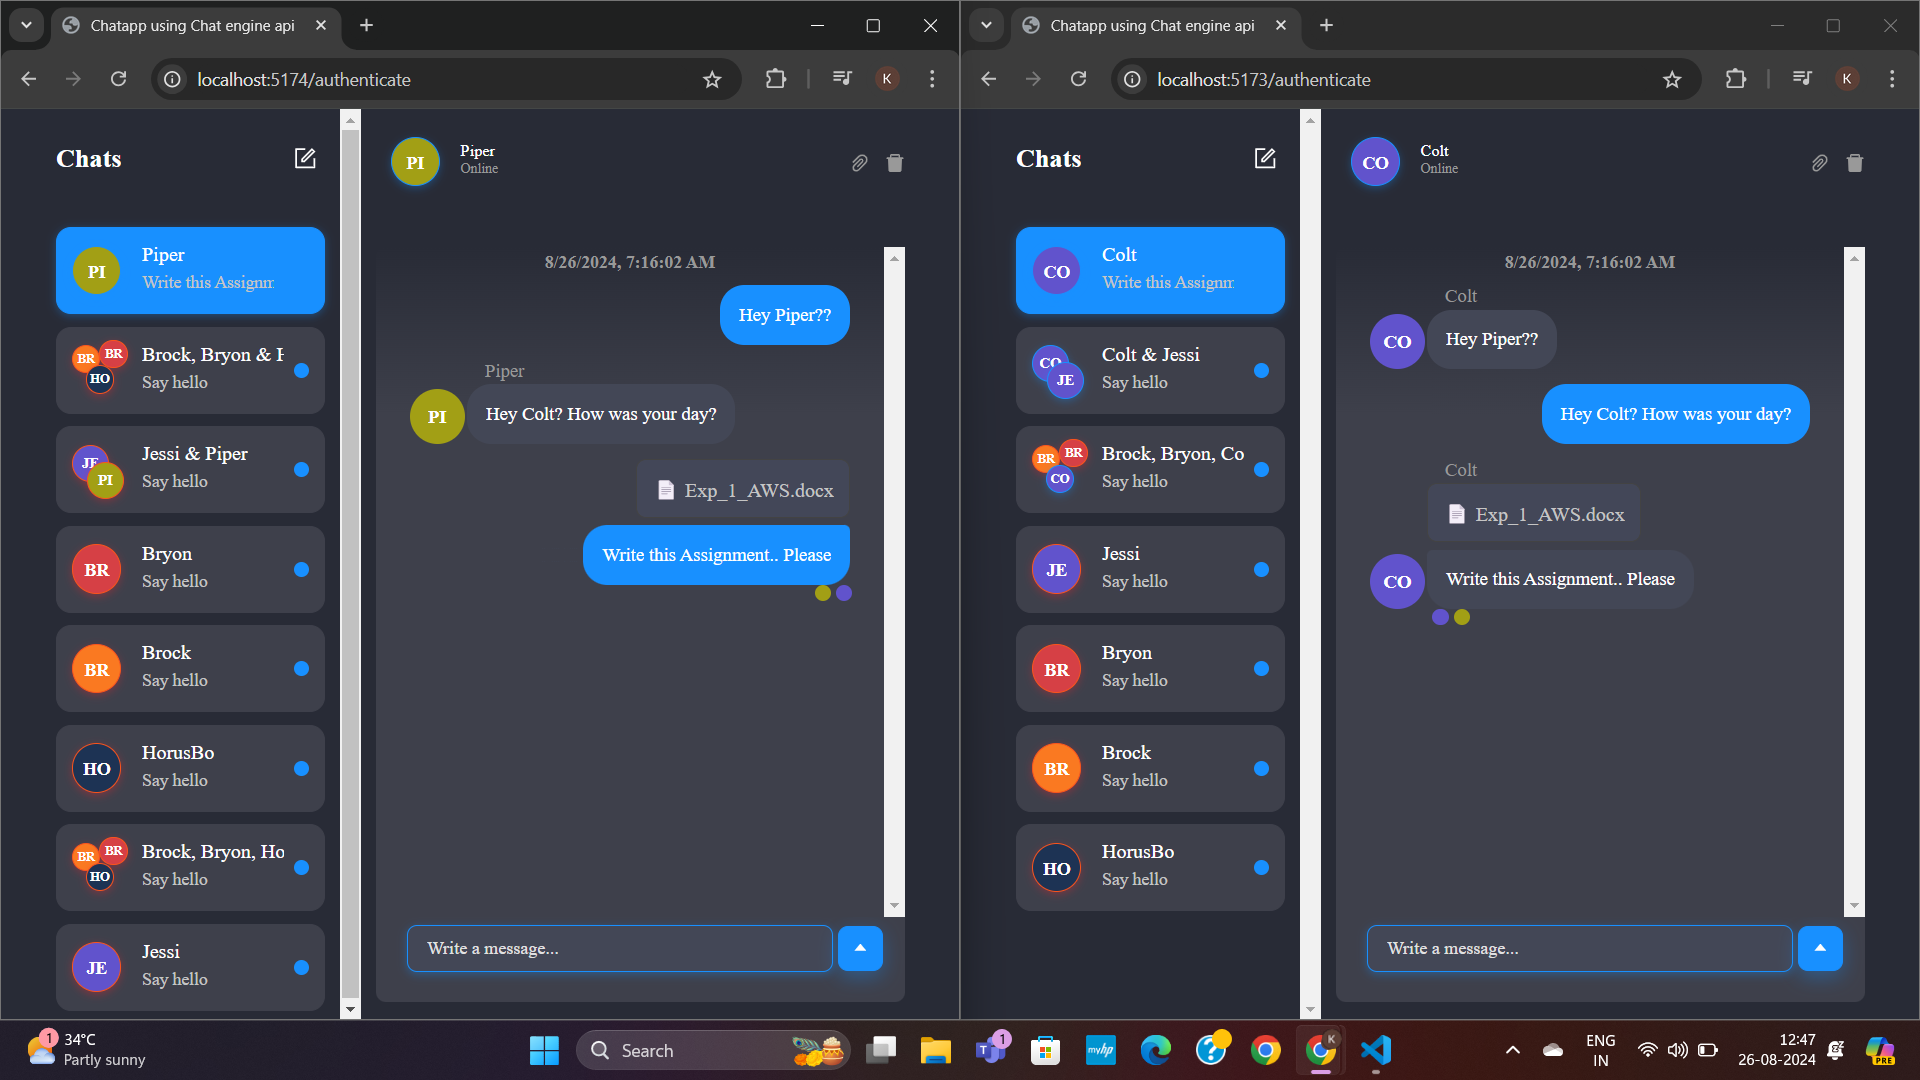 Chatapp using Chat engine api
localhost:5174/authenticate
K
Chats
PI
Piper
Write this Assignm
BR
BR
HO
Brock, Bryon & H
Say hello
JE
PI
Jessi & Piper
Say hello
BR
Bryon
Say hello
BR
Brock
Say hello
HO
HorusBo
Say hello
BR
BR
HO
Brock, Bryon, Ho
Say hello
JE
Jessi
Say hello
PI
Piper
Online
8/26/2024, 7:16:02 AM
Hey Piper??
Piper
PI
Hey Colt? How was your day?
Exp_1_AWS.docx
Write this Assignment.. Please
Write a message...
Chatapp using Chat engine api
localhost:5173/authenticate
K
Chats
CO
Colt
Write this Assignm
CO
JE
Colt & Jessi
Say hello
BR
BR
CO
Brock, Bryon, Co
Say hello
JE
Jessi
Say hello
BR
Bryon
Say hello
BR
Brock
Say hello
HO
HorusBo
Say hello
CO
Colt
Online
8/26/2024, 7:16:02 AM
Colt
CO
Hey Piper??
Hey Colt? How was your day?
Colt
Exp_1_AWS.docx
CO
Write this Assignment.. Please
Write a message...
1
34°C
Partly sunny
Search
1
myhp
K
ENG
IN
12:47
26-08-2024
PRE